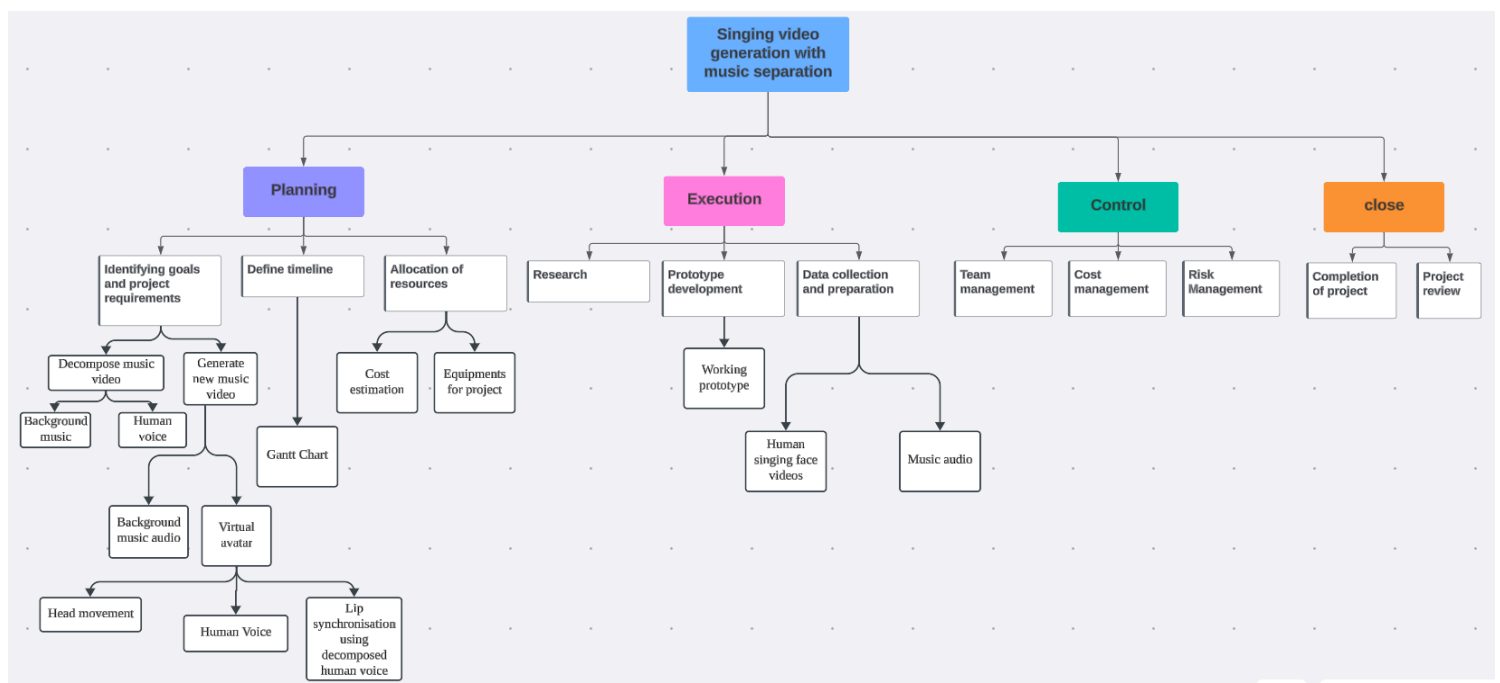 Singing video
generation with
music separation
Planning
Execution
Control
close
Identifying goals
and project
requirements
Define timeline
Allocation of
resources
Research
Prototype
development
Data collection
and preparation
Team
management
Cost
management
Risk
Management
Completion
of project
Project
review
Decompose music
video
Generate
new music
video
Cost
estimation
Equipments
for project
Working
prototype
Background
music
Human
voice
Gantt Chart
Human
singing face
videos
Music audio
Background
music audio
Virtual
avatar
Head movement
Human Voice
Lip
synchronisation
using
decomposed
human voice